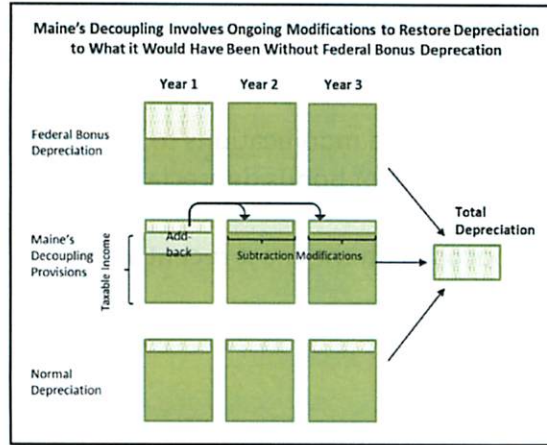 Maine's Decoupling Involves Ongoing Modifications to Restore Depreciation
to What it Would Have Been Without Federal Bonus Deprecation
Year 1 Year 2 Year 3
Federal Bonus
Depreciation
Total
Depreciation
Maine's
Decoupling
Provisions
Taxable Income
Add-
back
Subtraction Modifications
Normal
Depreciation